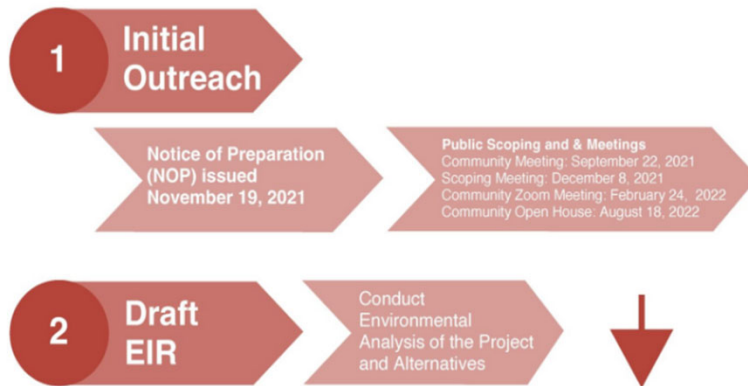 1
Initial
Outreach
Notice of Preparation
(NOP) issued
November 19, 2021
Public Scoping and & Meetings
Community Meeting: September 22, 2021
Scoping Meeting: December 8, 2021
Community Zoom Meeting: February 24, 2022
Community Open House: August 18, 2022
2
Draft
EIR
Conduct
Environmental
Analysis of the Project
and Alternatives